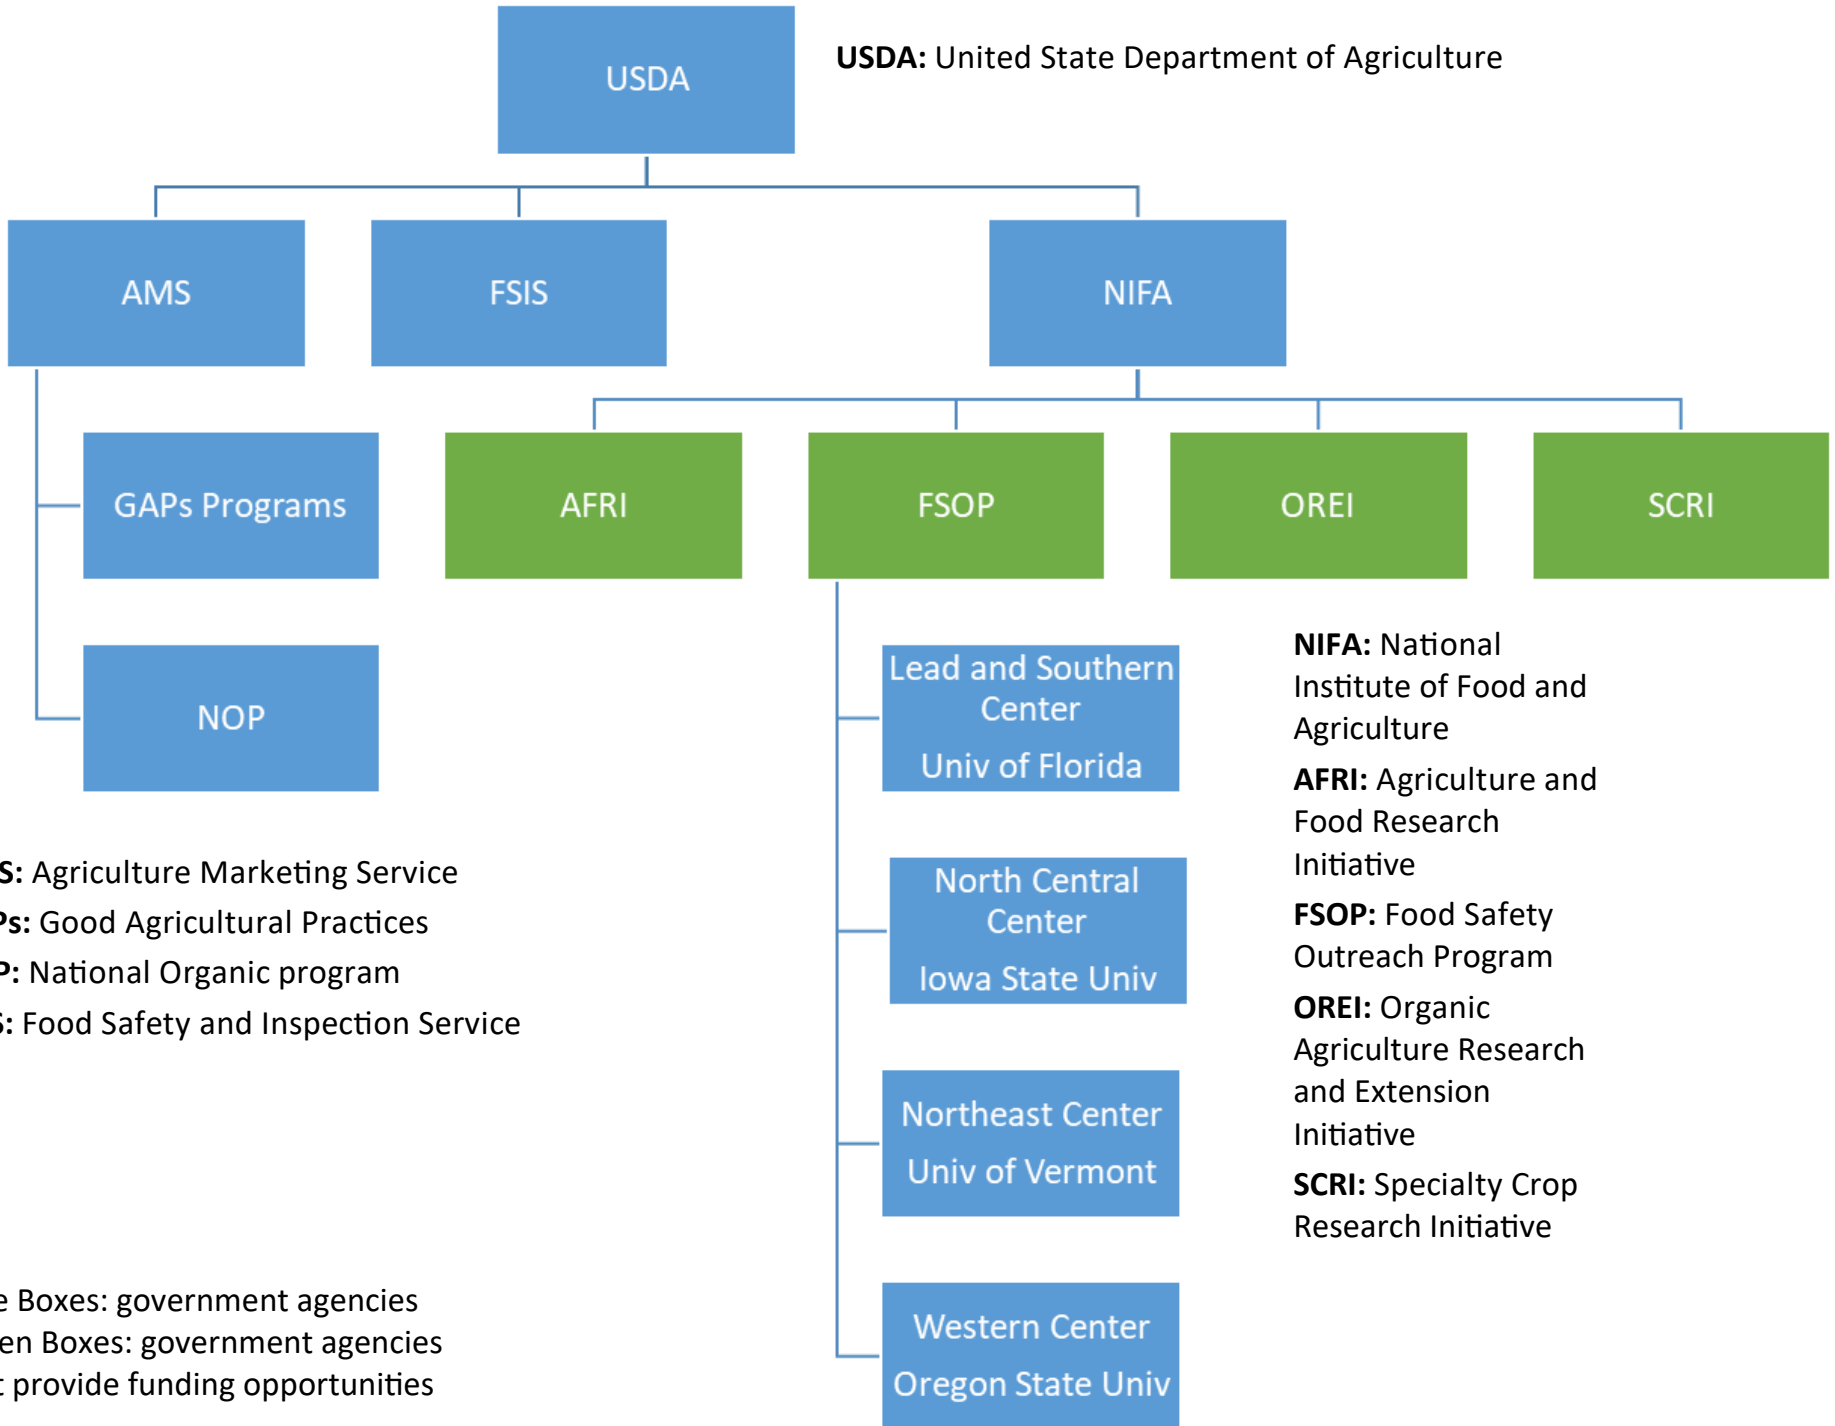 USDA
USDA: United State Department of Agriculture
AMS
FSIS
NIFA
GAPs Programs
AFRI
FSOP
OREI
SCRI
NOP
Lead and Southern
Center
Univ of Florida
North Central
Center
Iowa State Univ
Northeast Center
Univ of Vermont
Western Center
Oregon State Univ
NIFA: National
Institute of Food and
Agriculture
AFRI: Agriculture and
Food Research
Initiative
FSOP: Food Safety
Outreach Program
OREI: Organic
Agriculture Research
and Extension
Initiative
SCRI: Specialty Crop
Research Initiative
S: Agriculture Marketing Service
Ps: Good Agricultural Practices
P: National Organic program
S: Food Safety and Inspection Service
e Boxes: government agencies
en Boxes: government agencies
t provide funding opportunities